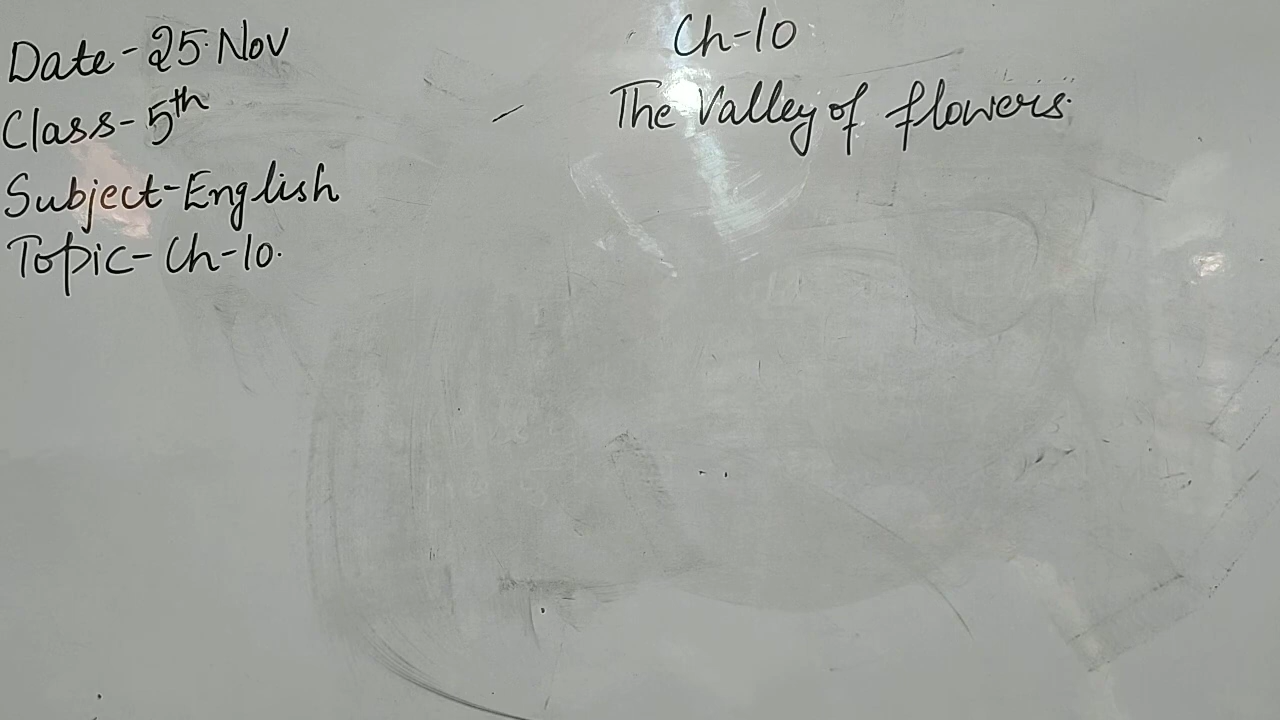 Date - 25 Nov
Class - 5th
Subject - English
Topic - Ch-10.
Ch-10
The Valley of flowers.